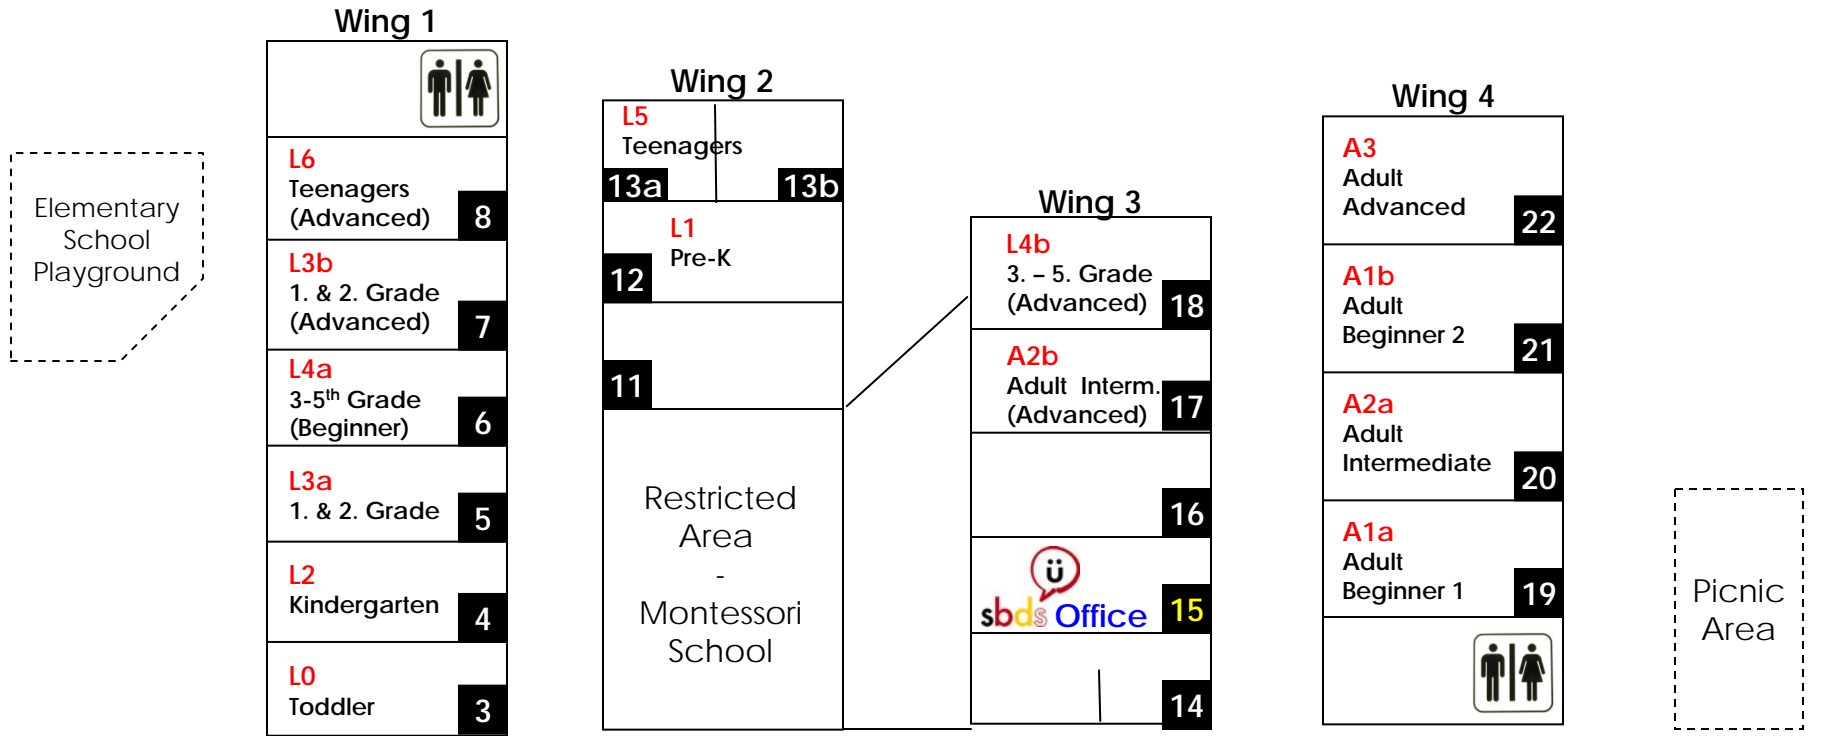 Wing 1
L6
Teenagers
(Advanced)
8
L3b
1. & 2. Grade
(Advanced)
7
L4a
3-5th Grade
(Beginner)
6
L3a
1. & 2. Grade
5
L2
Kindergarten
4
L0
Toddler
3
Elementary
School
Playground
Wing 2
L5
Teenagers
13a
13b
L1
Pre-K
12
11
Restricted
Area
-
Montessori
School
Wing 3
L4b
3. – 5. Grade
(Advanced)
18
A2b
Adult Interm.
(Advanced)
17
16
ü
sbds Office
15
14
Wing 4
A3
Adult
Advanced
22
A1b
Adult
Beginner 2
21
A2a
Adult
Intermediate
20
A1a
Adult
Beginner 1
19
Picnic
Area